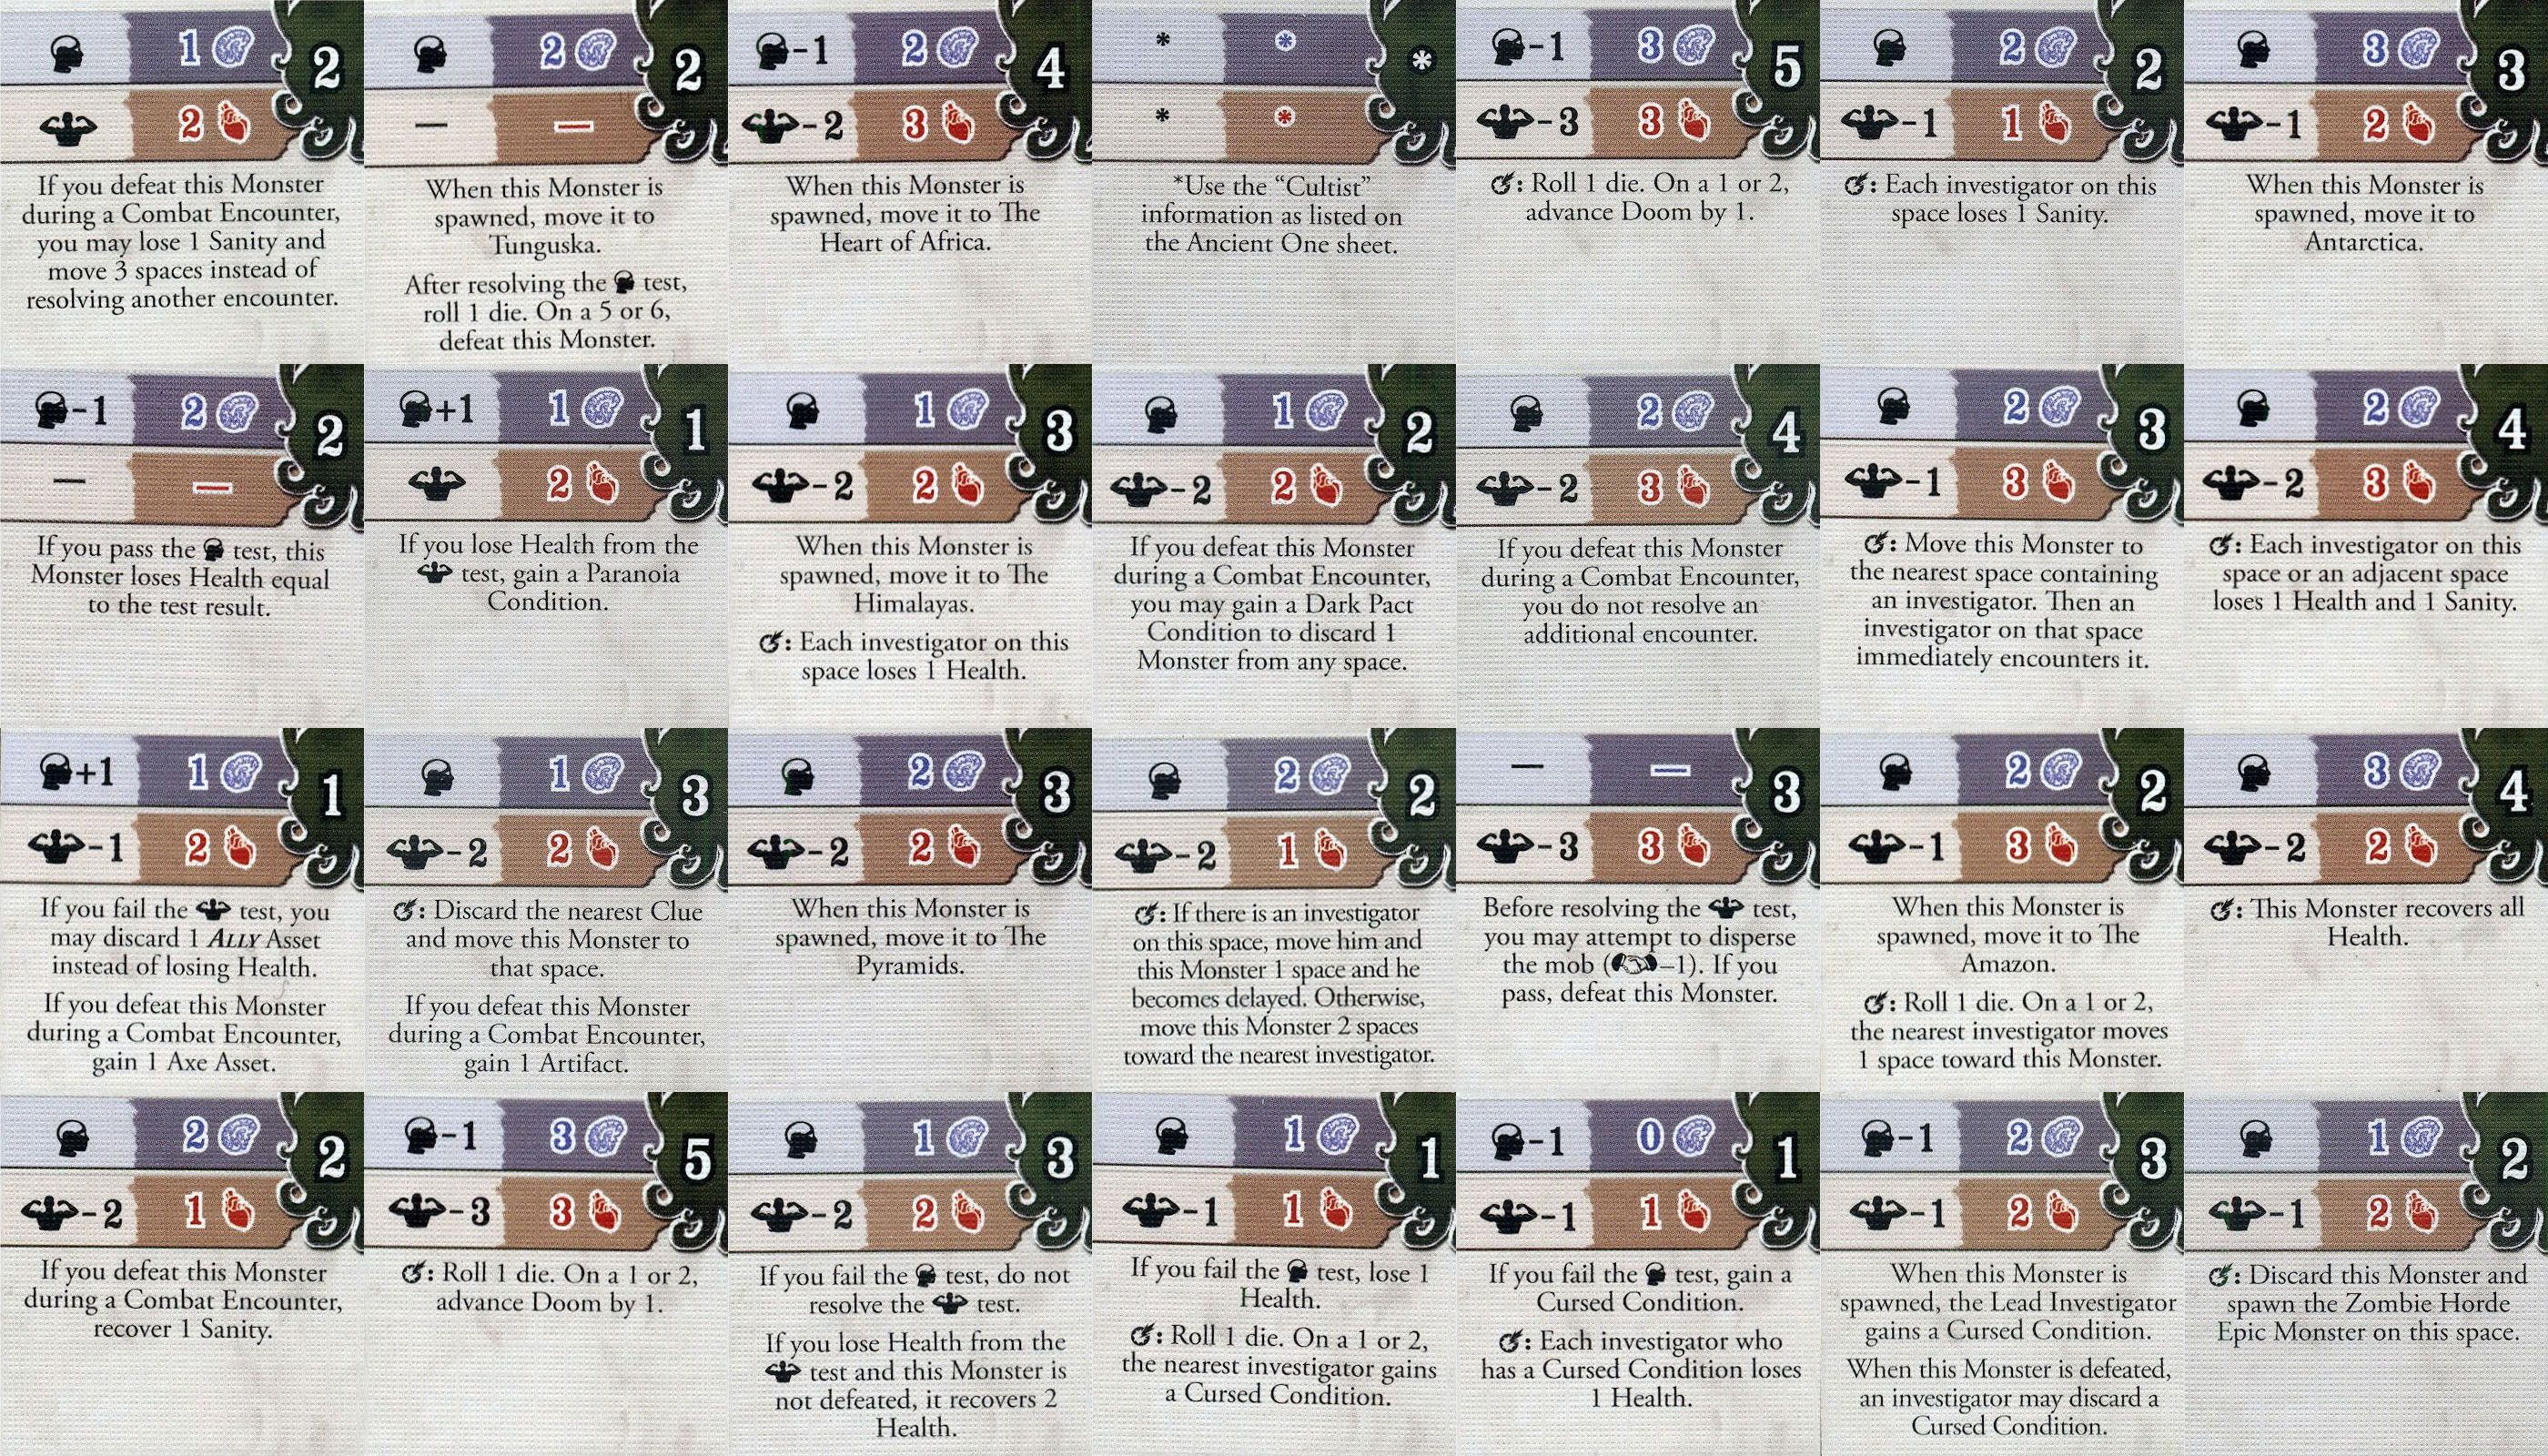 1
2
2
If you defeat this Monster
during a Combat Encounter,
you may lose 1 Sanity and
move 3 spaces instead of
resolving another encounter.
2
2
—
—
When this Monster is
spawned, move it to
Tunguska.
After resolving the test,
roll 1 die. On a 5 or 6,
defeat this Monster.
-1
2
4
-2
3
When this Monster is
spawned, move it to The
Heart of Africa.
*
*
*
*
*
*Use the “Cultist”
information as listed on
the Ancient One sheet.
-1
3
5
-3
3
: Roll 1 die. On a 1 or 2,
advance Doom by 1.
2
2
-1
1
: Each investigator on this
space loses 1 Sanity.
3
3
-1
2
When this Monster is
spawned, move it to
Antarctica.
-1
2
2
—
—
If you pass the test, this
Monster loses Health equal
to the test result.
+1
1
1
2
If you lose Health from the
test, gain a Paranoia
Condition.
1
3
-2
2
When this Monster is
spawned, move it to The
Himalayas.
: Each investigator on this
space loses 1 Health.
1
2
-2
2
If you defeat this Monster
during a Combat Encounter,
you may gain a Dark Pact
Condition to discard 1
Monster from any space.
2
4
-2
3
If you defeat this Monster
during a Combat Encounter,
you do not resolve an
additional encounter.
2
3
-1
3
: Move this Monster to
the nearest space containing
an investigator. Then an
investigator on that space
immediately encounters it.
2
4
-2
3
: Each investigator on this
space or an adjacent space
loses 1 Health and 1 Sanity.
+1
1
1
-1
2
If you fail the test, you
may discard 1 ALLY Asset
instead of losing Health.
If you defeat this Monster
during a Combat Encounter,
gain 1 Axe Asset.
1
3
-2
2
: Discard the nearest Clue
and move this Monster to
that space.
If you defeat this Monster
during a Combat Encounter,
gain 1 Artifact.
2
3
-2
2
When this Monster is
spawned, move it to The
Pyramids.
2
2
-2
1
: If there is an investigator
on this space, move him and
this Monster 1 space and he
becomes delayed. Otherwise,
move this Monster 2 spaces
toward the nearest investigator.
—
—
3
-3
3
Before resolving the test,
you may attempt to disperse
the mob (–1). If you
pass, defeat this Monster.
2
2
-1
3
When this Monster is
spawned, move it to The
Amazon.
: Roll 1 die. On a 1 or 2,
the nearest investigator moves
1 space toward this Monster.
3
4
-2
2
: This Monster recovers all
Health.
2
2
-2
1
If you defeat this Monster
during a Combat Encounter,
recover 1 Sanity.
-1
3
5
-3
3
: Roll 1 die. On a 1 or 2,
advance Doom by 1.
1
3
-2
2
If you fail the test, do not
resolve the test.
If you lose Health from the
test and this Monster is
not defeated, it recovers 2
Health.
1
1
-1
1
If you fail the test, lose 1
Health.
: Roll 1 die. On a 1 or 2,
the nearest investigator gains
a Cursed Condition.
-1
0
1
-1
1
If you fail the test, gain a
Cursed Condition.
: Each investigator who
has a Cursed Condition loses
1 Health.
-1
2
3
-1
2
When this Monster is
spawned, the Lead Investigator
gains a Cursed Condition.
When this Monster is defeated,
an investigator may discard a
Cursed Condition.
1
2
-1
2
: Discard this Monster and
spawn the Zombie Horde
Epic Monster on this space.